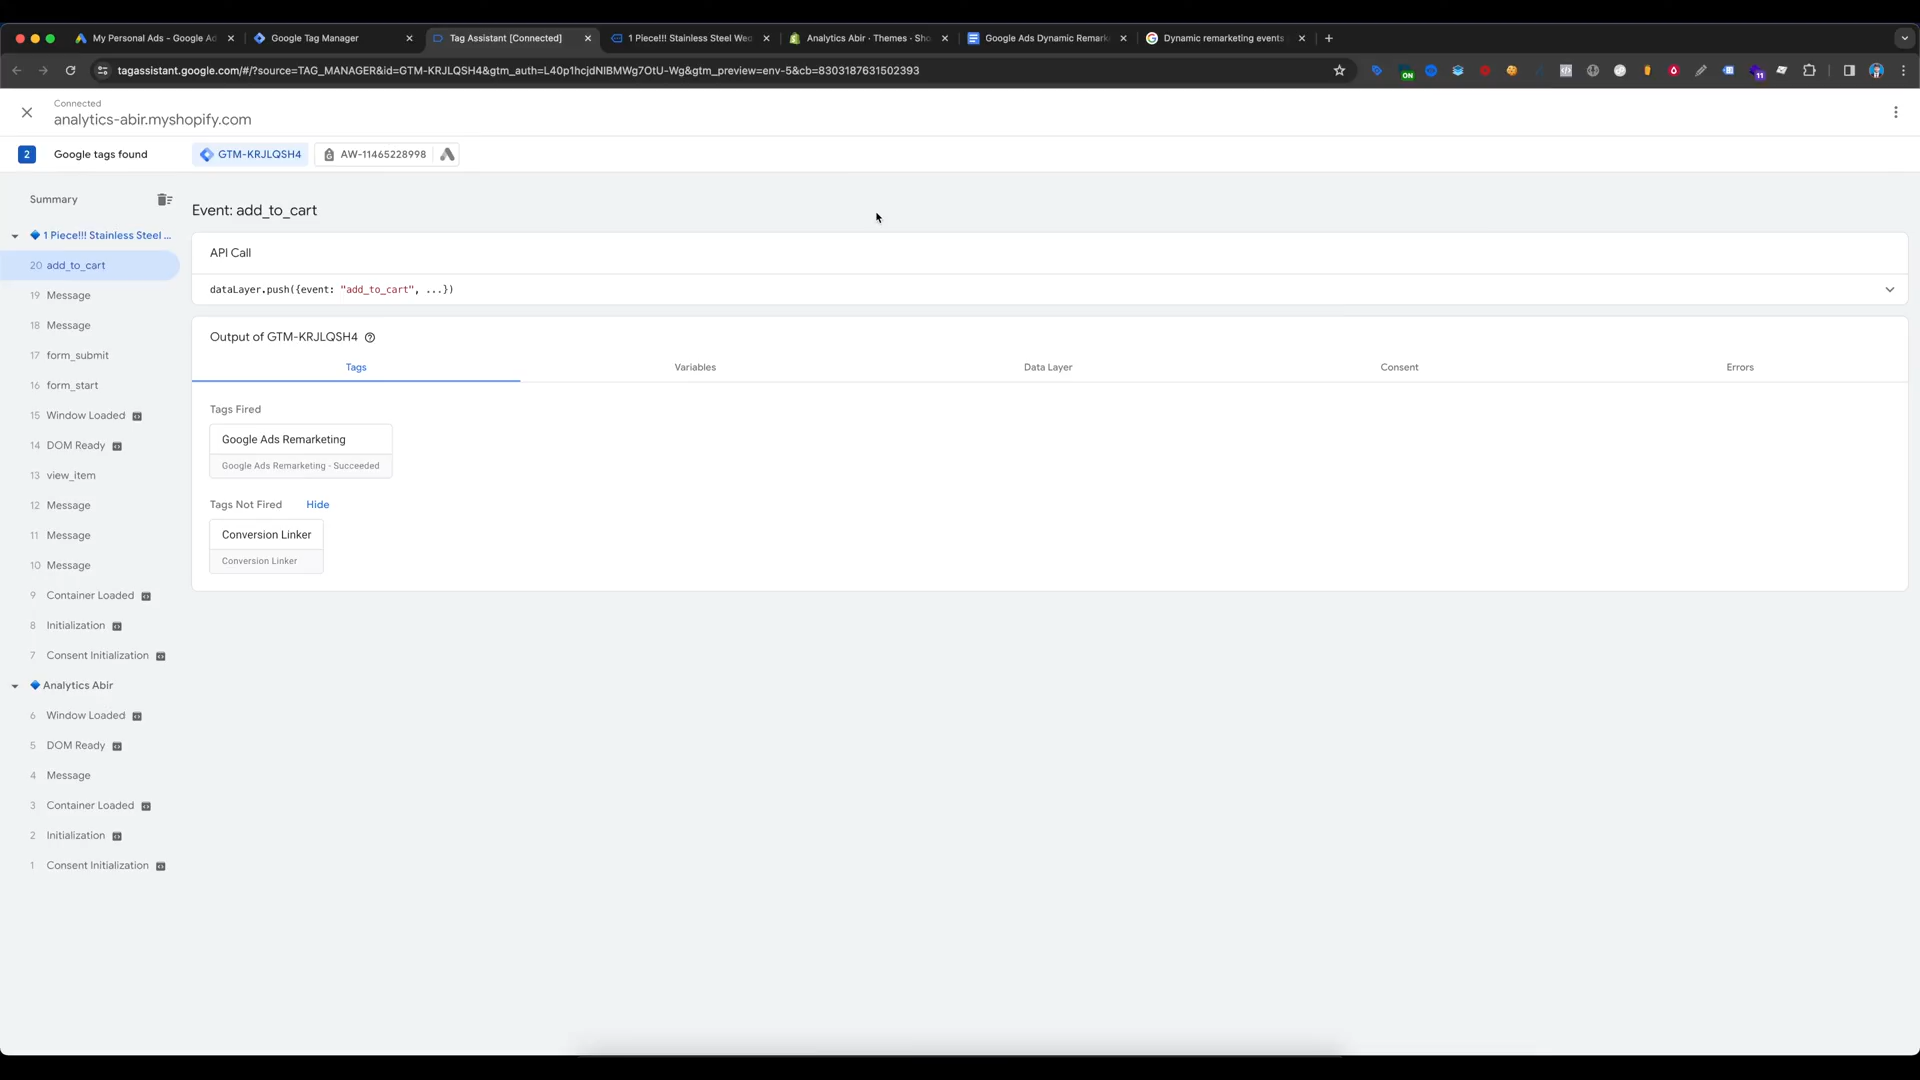 My Personal Ads - Google Ad
Google Tag Manager
Tag Assistant [Connected]
1 Piece!!! Stainless Steel Wed
Analytics Abir · Themes · Sho
Google Ads Dynamic Remark
Dynamic remarketing events
tagassistant.google.com/#/?source=TAG_MANAGER&id=GTM-KRJLQSH4&gtm_auth=L40p1hcjdNIBMWg7OtU-Wg&gtm_preview=env-5&cb=8303187631502393
ON
11
Connected
analytics-abir.myshopify.com
2
Google tags found
GTM-KRJLQSH4
AW-11465228998
Summary
1 Piece!!! Stainless Steel ...
20 add_to_cart
19 Message
18 Message
17 form_submit
16 form_start
15 Window Loaded
14 DOM Ready
13 view_item
12 Message
11 Message
10 Message
9 Container Loaded
8 Initialization
7 Consent Initialization
Analytics Abir
6 Window Loaded
5 DOM Ready
4 Message
3 Container Loaded
2 Initialization
1 Consent Initialization
Event: add_to_cart
API Call
dataLayer.push({event: "add_to_cart", ...})
Output of GTM-KRJLQSH4
Tags
Variables
Data Layer
Consent
Errors
Tags Fired
Google Ads Remarketing
Google Ads Remarketing - Succeeded
Tags Not Fired
Hide
Conversion Linker
Conversion Linker